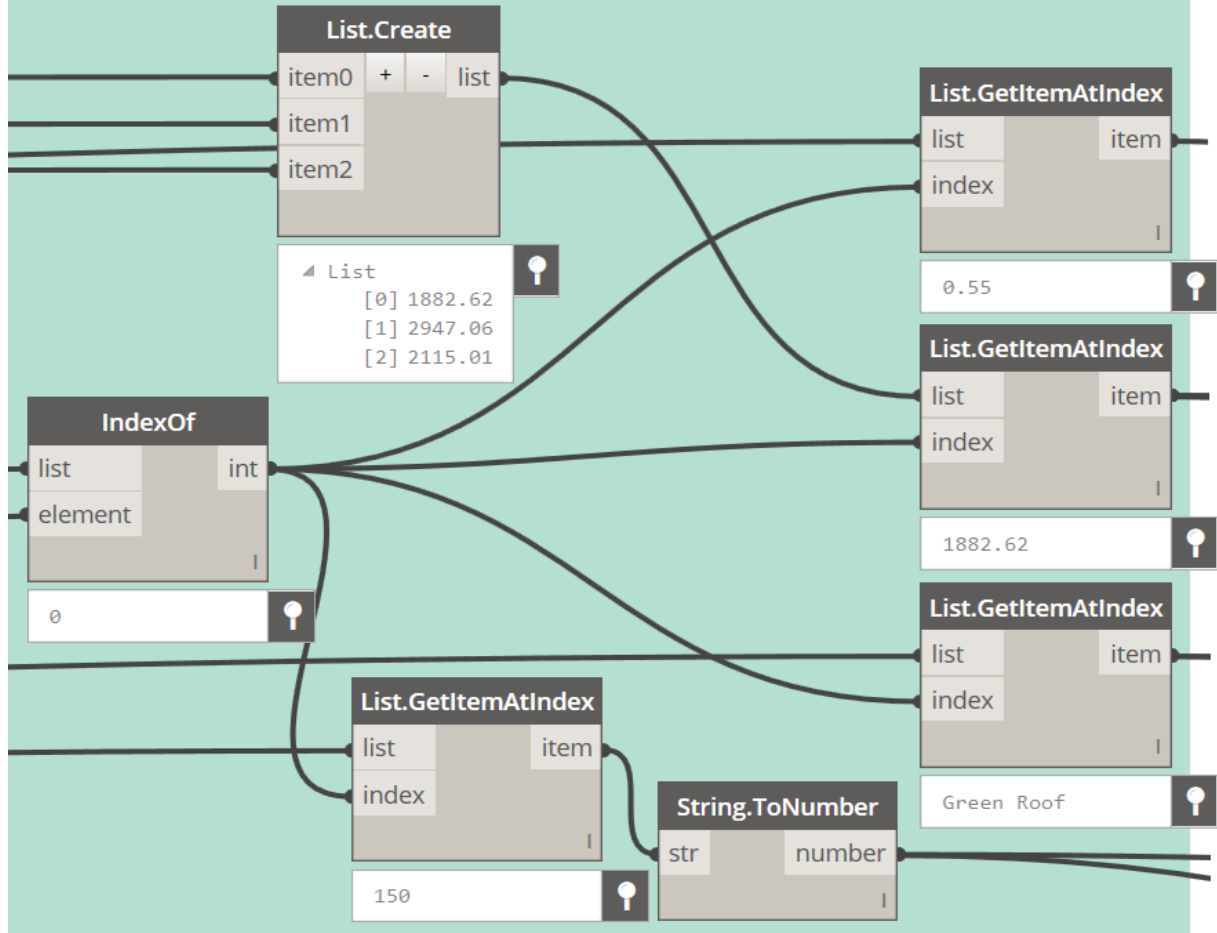 List.Create
item0 + - list
item1
item2
List
[0] 1882.62
[1] 2947.06
[2] 2115.01
IndexOf
list int
element
l
0
List.GetItemAtIndex
list item
index
l
150
String.ToNumber
str number
l
List.GetItemAtIndex
list item
index
l
0.55
List.GetItemAtIndex
list item
index
l
1882.62
List.GetItemAtIndex
list item
index
l
Green Roof